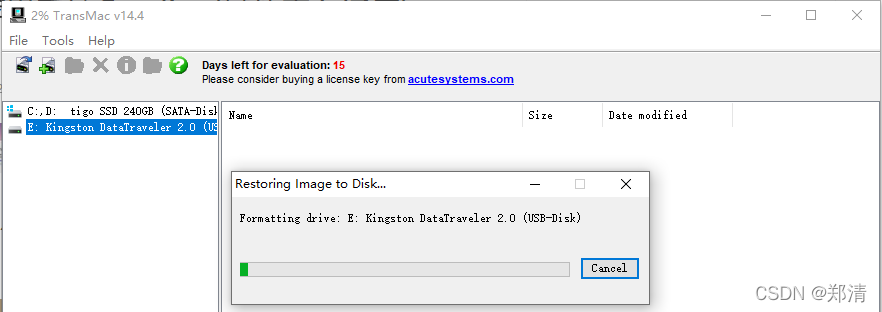 2% TransMac v14.4
File Tools Help
Days left for evaluation: 15
Please consider buying a license key from acutesystems.com
C:,D: tigo SSD 240GB (SATA-Disk
E: Kingston DataTraveler 2.0 (US
Name Size Date modified
Restoring Image to Disk...
Formatting drive: E: Kingston DataTraveler 2.0 (USB-Disk)
Cancel
CSDN @郑清